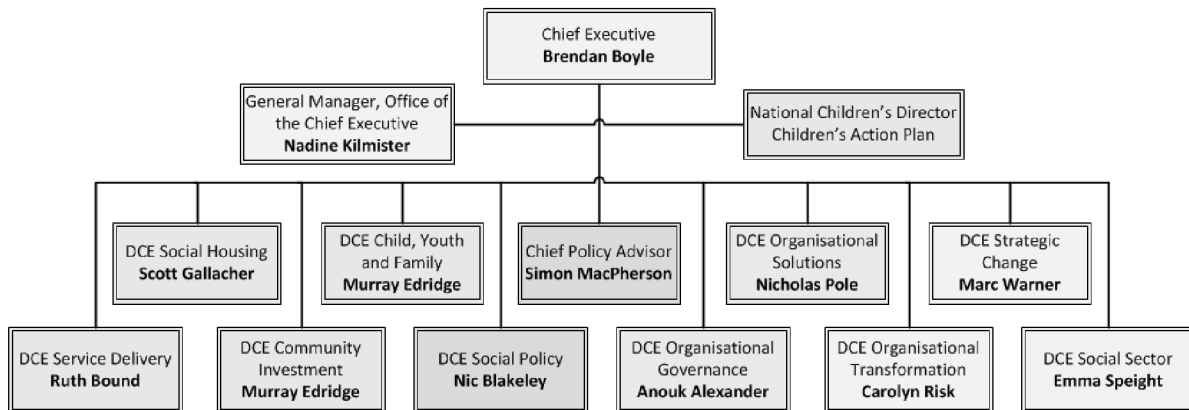 Chief Executive
Brendan Boyle
General Manager, Office of
the Chief Executive
Nadine Kilmister
National Children's Director
Children's Action Plan
DCE Social Housing
Scott Gallacher
DCE Child, Youth
and Family
Murray Edridge
Chief Policy Advisor
Simon MacPherson
DCE Organisational
Solutions
Nicholas Pole
DCE Strategic
Change
Marc Warner
DCE Service Delivery
Ruth Bound
DCE Community
Investment
Murray Edridge
DCE Social Policy
Nic Blakeley
DCE Organisational
Governance
Anouk Alexander
DCE Organisational
Transformation
Carolyn Risk
DCE Social Sector
Emma Speight